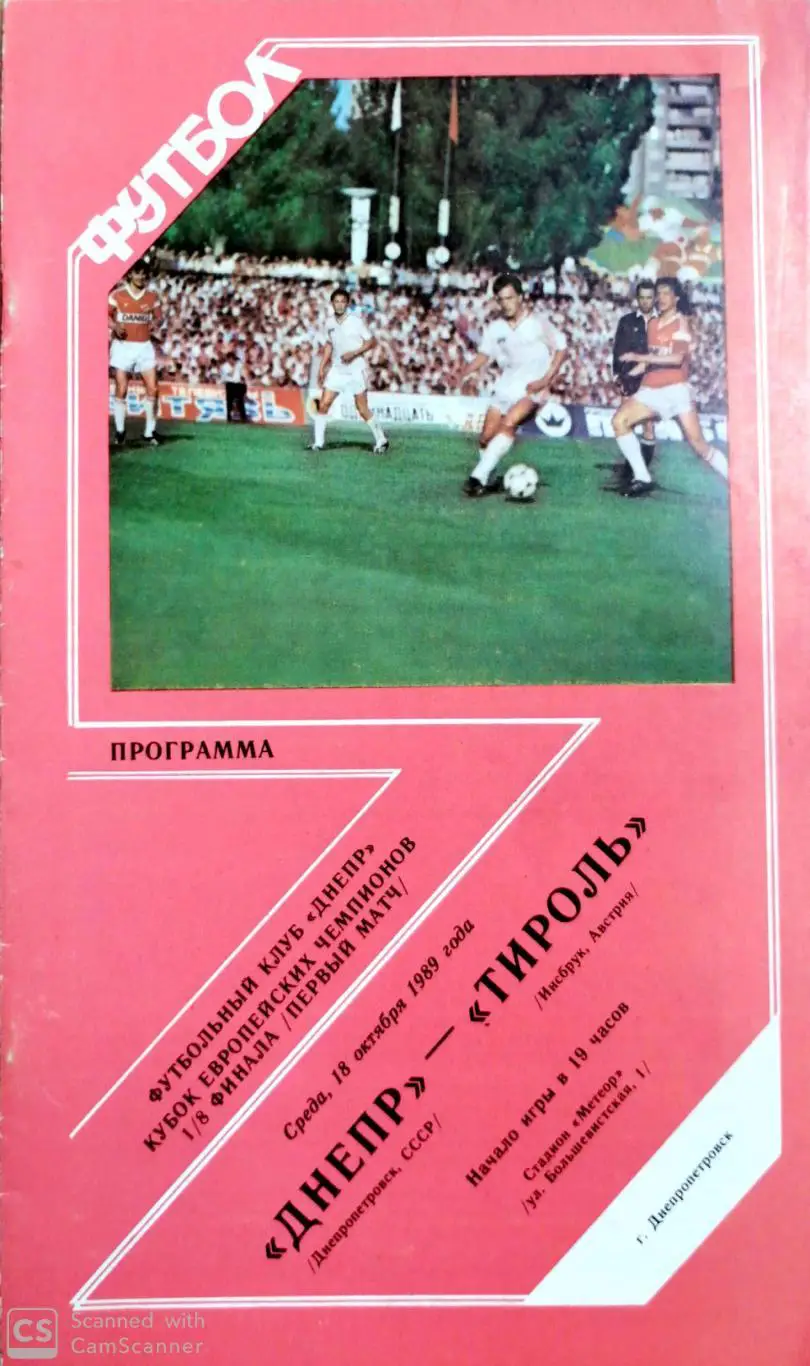 ФУТБОЛ
DANIEL
ОДИННАДЦАТЬ
ПРОГРАММА
ФУТБОЛЬНЫЙ КЛУБ «ДНЕПР»
КУБОК ЕВРОПЕЙСКИХ ЧЕМПИОНОВ
1/8 ФИНАЛА /ПЕРВЫЙ МАТЧ/
Среда, 18 октября 1989 года
«ДНЕПР» — «ТИРОЛЬ»
/Днепропетровск, СССР/
/Инсбрук, Австрия/
Начало игры в 19 часов
Стадион «Метеор»
/ул. Большевистская, 1/
г. Днепропетровск
CS
Scanned with
CamScanner